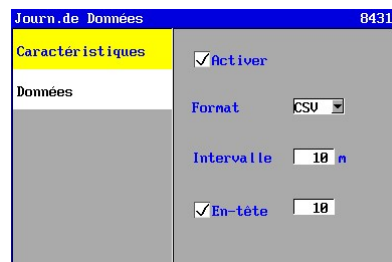 Journ.de Données 8431
Caractéristiques
Données
Activer
Format CSV
Intervalle 10 m
En-tête 10